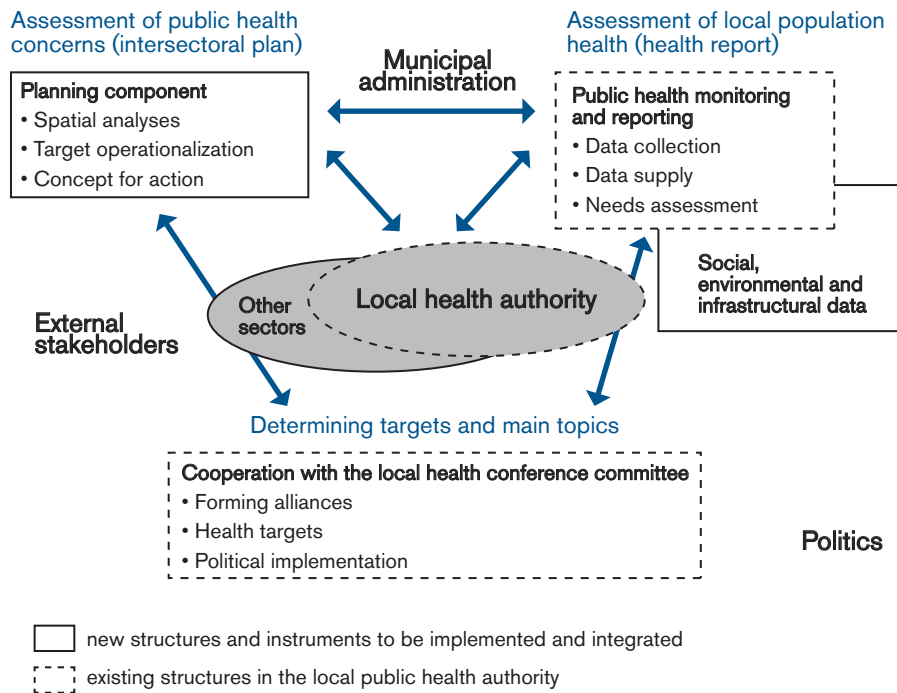 Assessment of public health
concerns (intersectoral plan)
Assessment of local population
health (health report)
Municipal
administration
Planning component
• Spatial analyses
• Target operationalization
• Concept for action
Public health monitoring
and reporting
• Data collection
• Data supply
• Needs assessment
Social,
environmental and
infrastructural data
Other
sectors
Local health authority
External
stakeholders
Determining targets and main topics
Cooperation with the local health conference committee
• Forming alliances
• Health targets
• Political implementation
Politics
new structures and instruments to be implemented and integrated
existing structures in the local public health authority